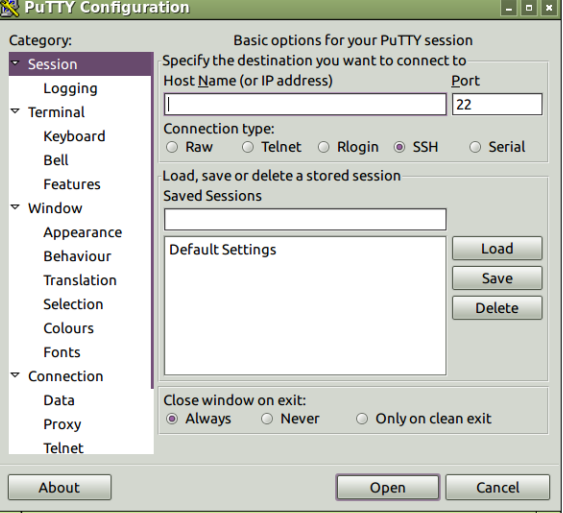 PuTTY Configuration
Category:
Session
Logging
Terminal
Keyboard
Bell
Features
Window
Appearance
Behaviour
Translation
Selection
Colours
Fonts
Connection
Data
Proxy
Telnet
Basic options for your PuTTY session
Specify the destination you want to connect to
Host Name (or IP address)
Port
22
Connection type:
Raw Telnet Rlogin SSH Serial
Load, save or delete a stored session
Saved Sessions
Default Settings
Load
Save
Delete
Close window on exit:
Always Never Only on clean exit
About Open Cancel